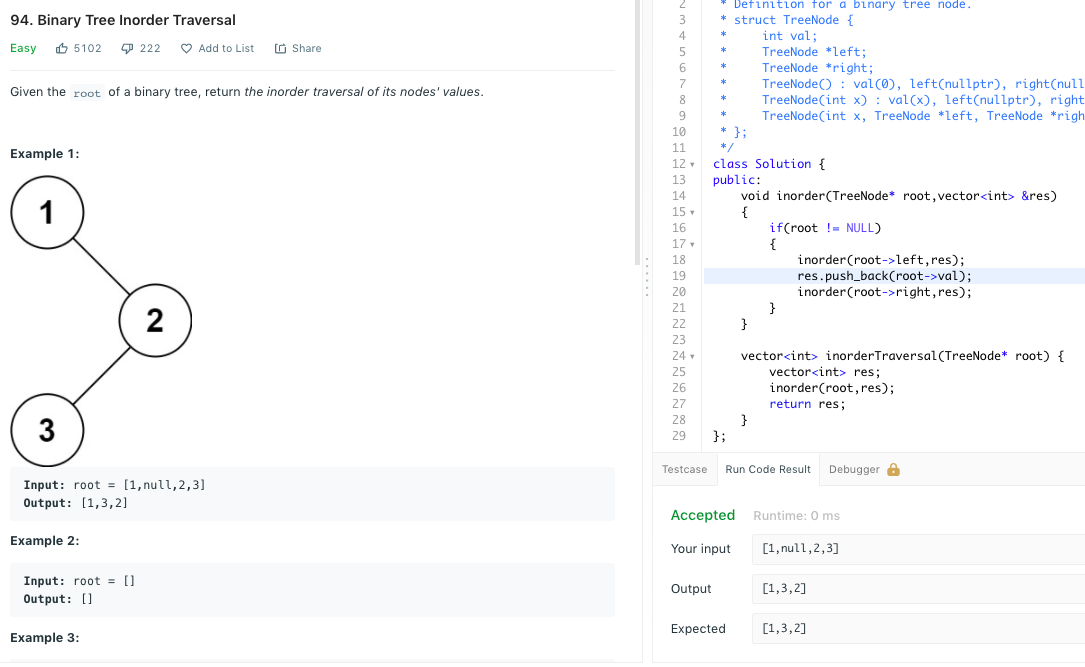 94. Binary Tree Inorder Traversal
Easy 5102 222 Add to List Share
Given the root of a binary tree, return the inorder traversal of its nodes' values.
Example 1:
1
2
3
Input: root = [1,null,2,3]
Output: [1,3,2]
Example 2:
Input: root = []
Output: []
Example 3:
2 * Definition for a binary tree node.
3 * struct TreeNode {
4 *     int val;
5 *     TreeNode *left;
6 *     TreeNode *right;
7 *     TreeNode() : val(0), left(nullptr), right(null
8 *     TreeNode(int x) : val(x), left(nullptr), right
9 *     TreeNode(int x, TreeNode *left, TreeNode *righ
10 * };
11 */
12 class Solution {
13 public:
14     void inorder(TreeNode* root,vector<int> &res)
15     {
16         if(root != NULL)
17         {
18             inorder(root->left,res);
19             res.push_back(root->val);
20             inorder(root->right,res);
21         }
22     }
23
24     vector<int> inorderTraversal(TreeNode* root) {
25         vector<int> res;
26         inorder(root,res);
27         return res;
28     }
29 };
Testcase Run Code Result Debugger
Accepted Runtime: 0 ms
Your input [1,null,2,3]
Output [1,3,2]
Expected [1,3,2]